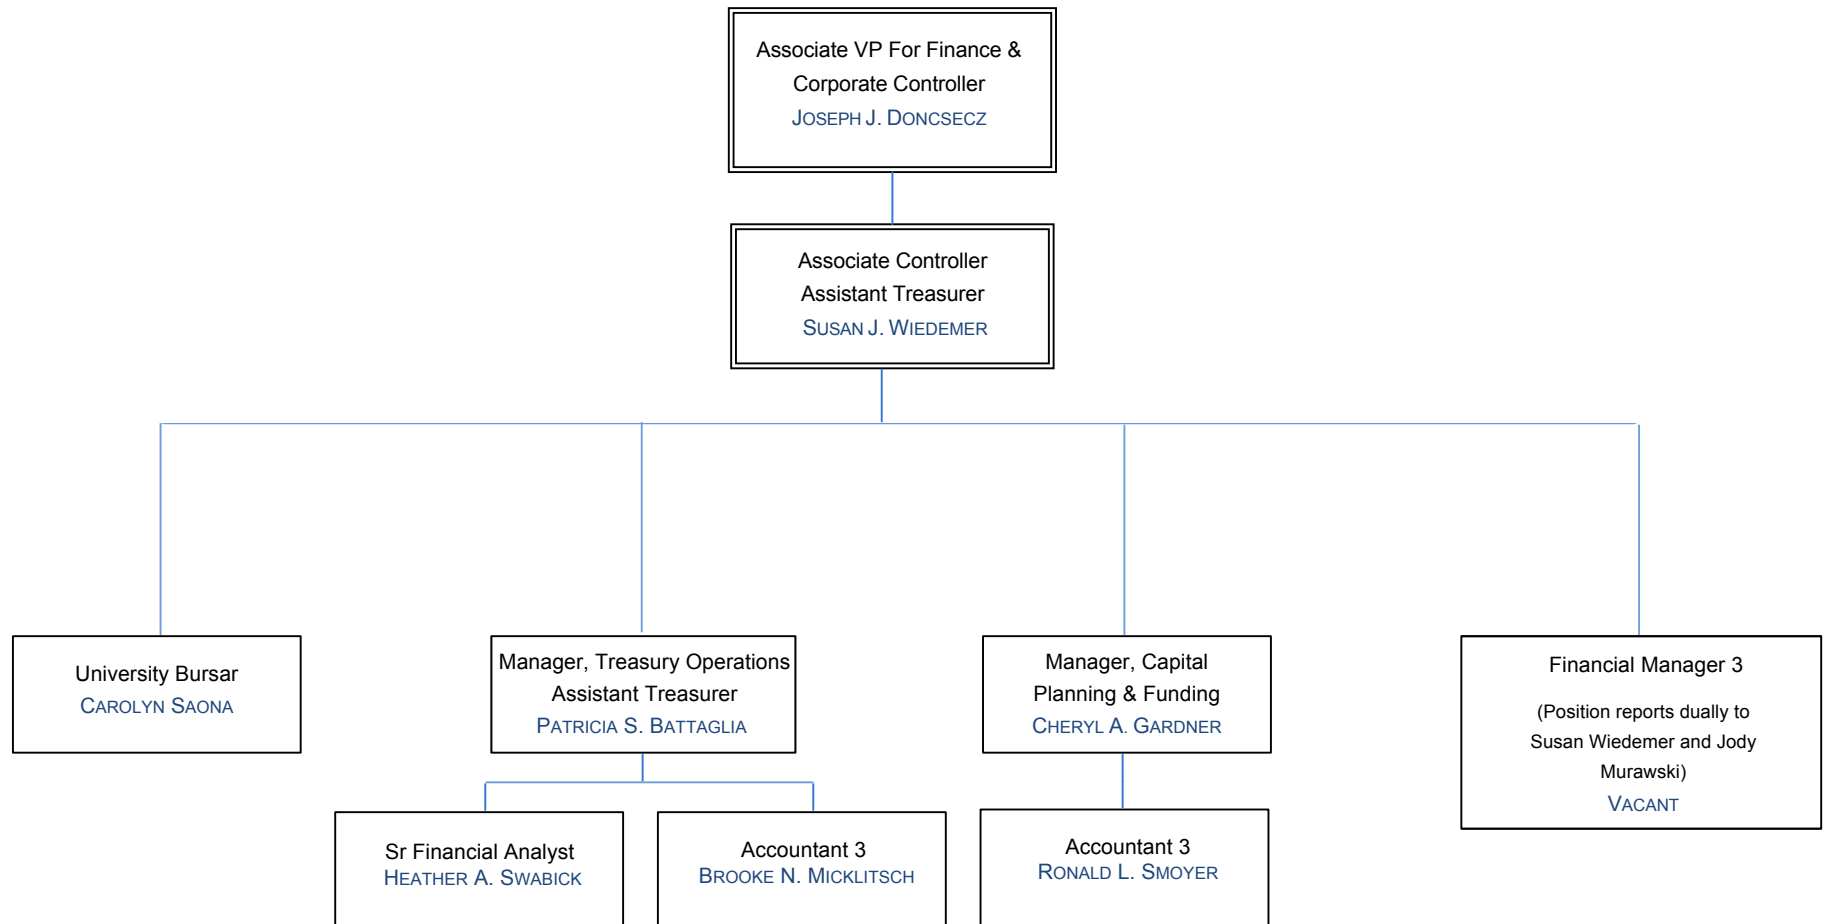 Associate VP For Finance &
Corporate Controller
JOSEPH J. DONCSECZ
Associate Controller
Assistant Treasurer
SUSAN J. WIEDEMER
University Bursar
CAROLYN SAONA
Manager, Treasury Operations
Assistant Treasurer
PATRICIA S. BATTAGLIA
Manager, Capital
Planning & Funding
CHERYL A. GARDNER
Financial Manager 3
(Position reports dually to
Susan Wiedemer and Jody
Murawski)
VACANT
Sr Financial Analyst
HEATHER A. SWABICK
Accountant 3
BROOKE N. MICKLITSCH
Accountant 3
RONALD L. SMOYER